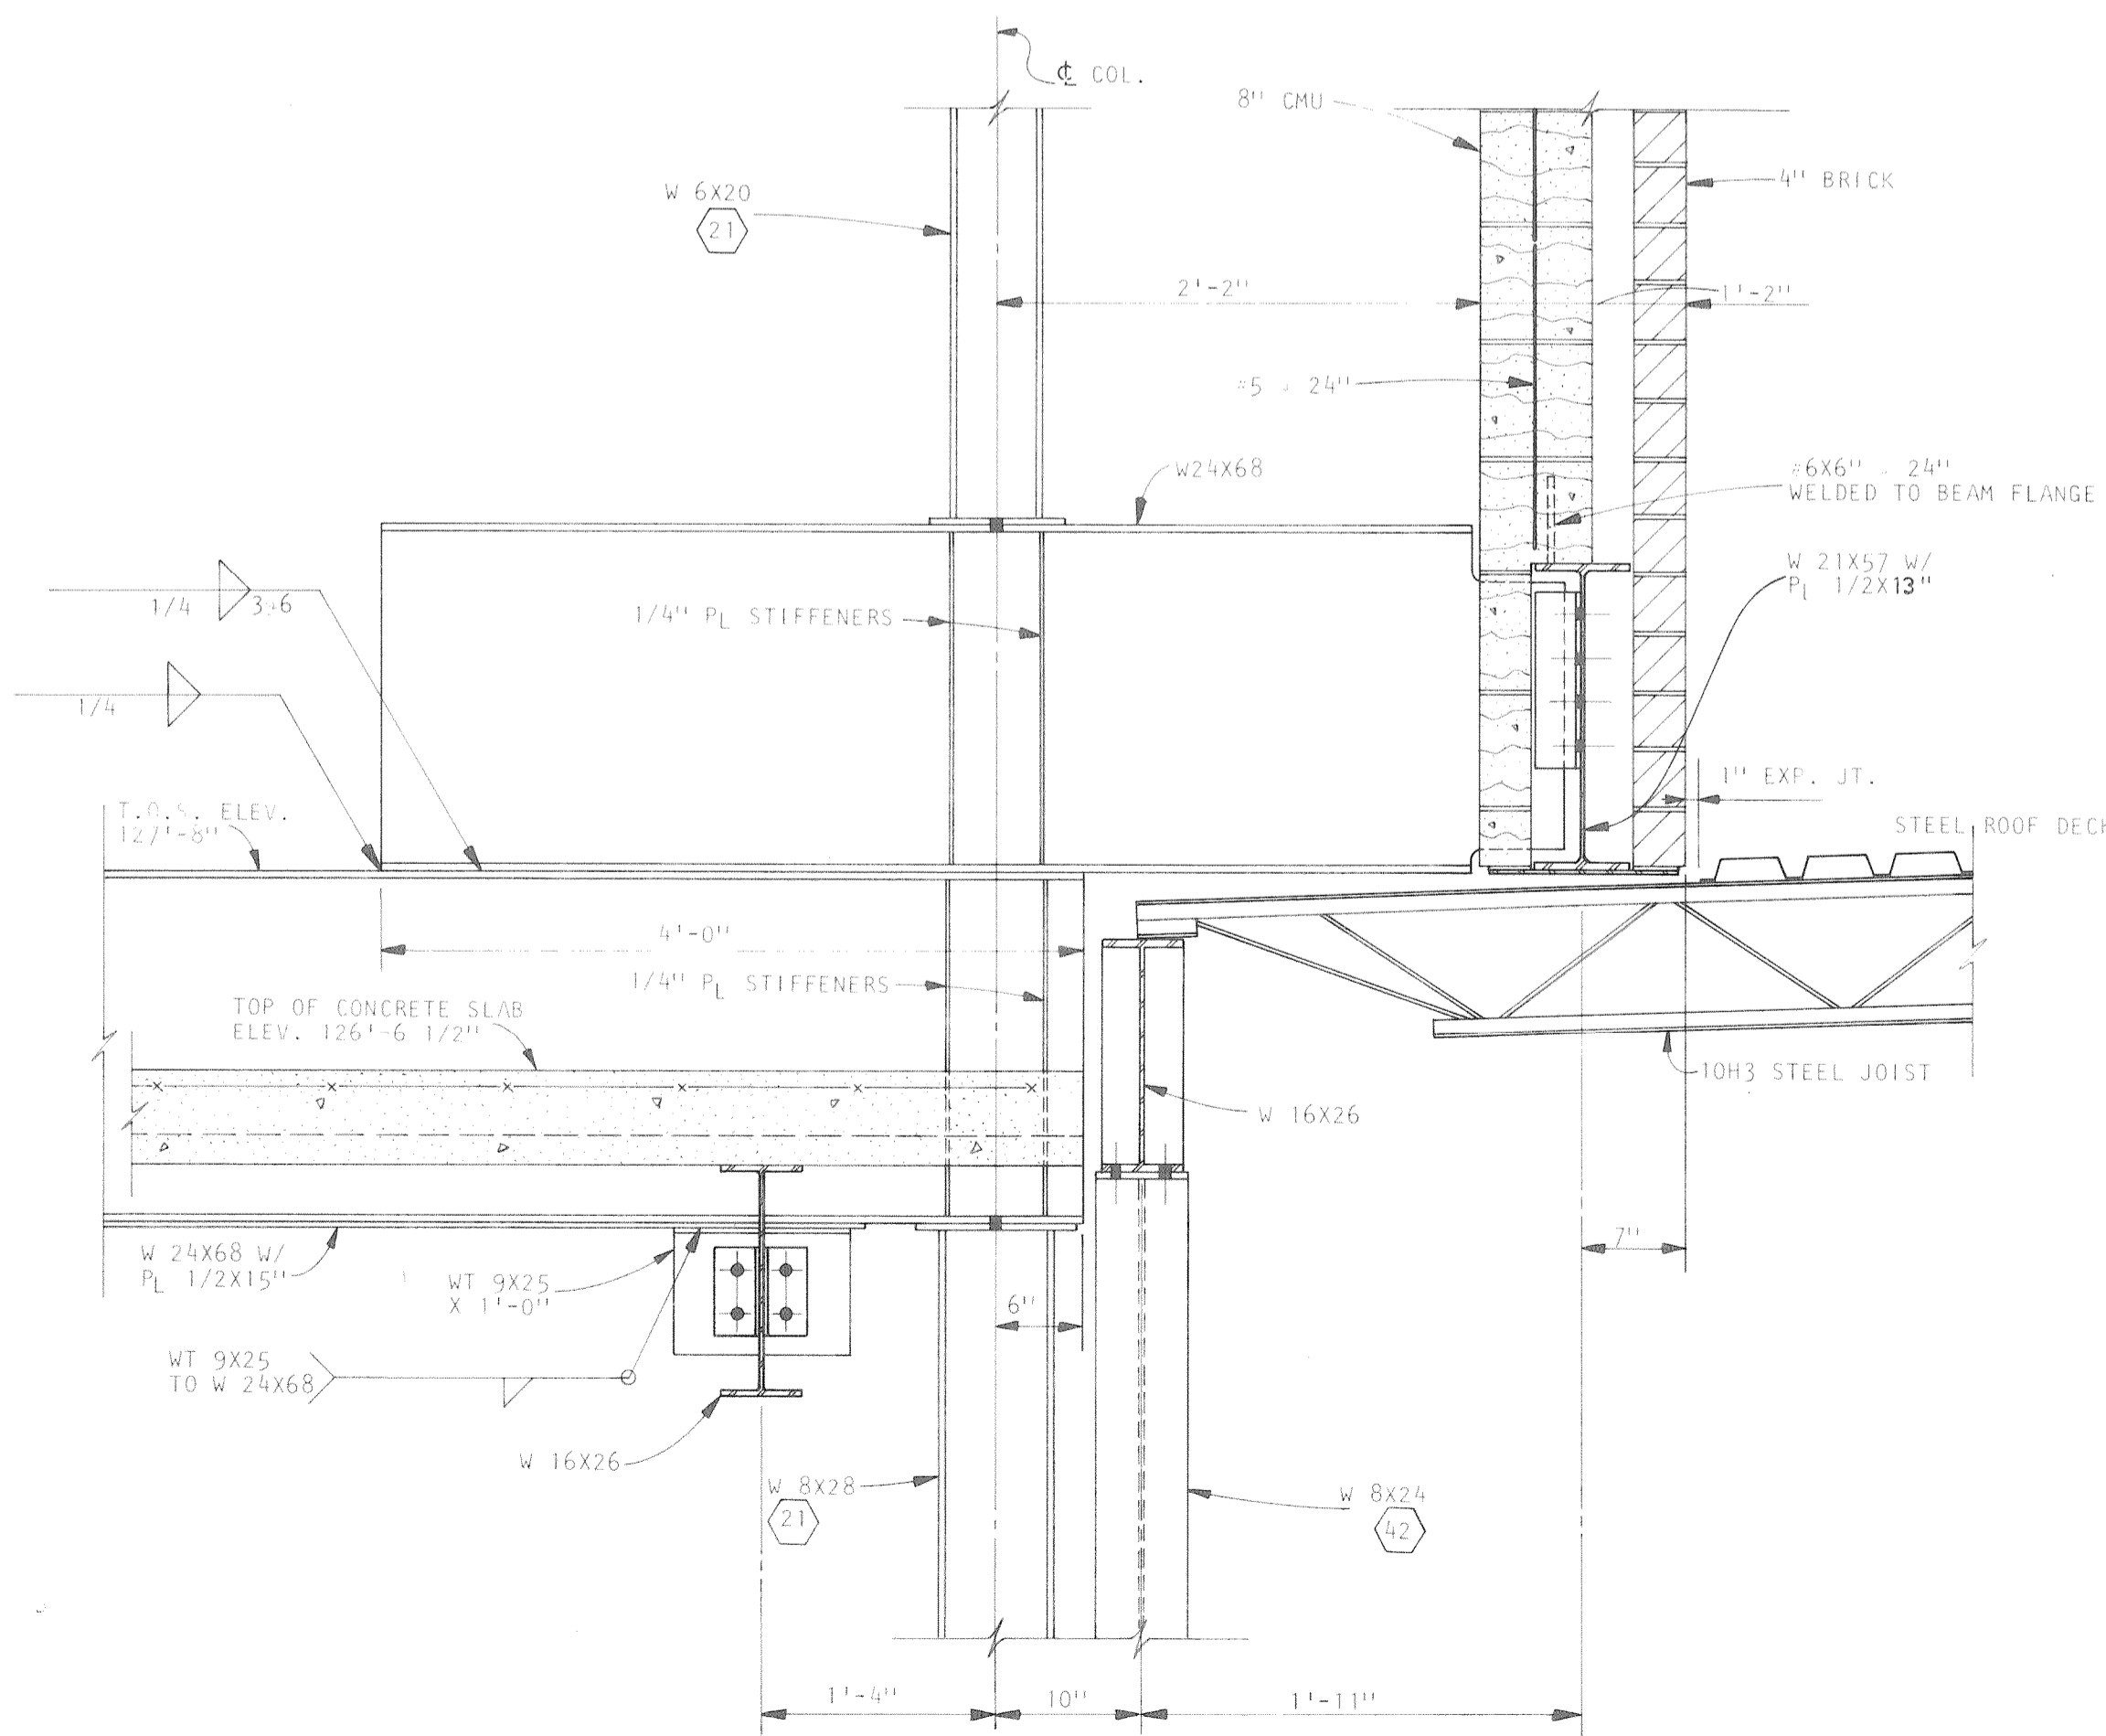 ℄ COL.
8" CMU
4" BRICK
W 6X20
21
2'-2"
1'-2"
#5 24"
W24X68
#6X6" 24"
WELDED TO BEAM FLANGE
W 21X57 W/
PL 1/2X13"
1/4
3@6
1/4" PL STIFFENERS
1/4
1" EXP. JT.
T.O.S. ELEV.
127'-8"
STEEL ROOF DECK
4'-0"
1/4" PL STIFFENERS
TOP OF CONCRETE SLAB
ELEV. 126'-6 1/2"
10H3 STEEL JOIST
W 16X26
7"
W 24X68 W/
PL 1/2X15"
WT 9X25
X 1'-0"
6"
WT 9X25
TO W 24X68
W 16X26
W 8X28
21
W 8X24
42
1'-4"
10"
1'-11"